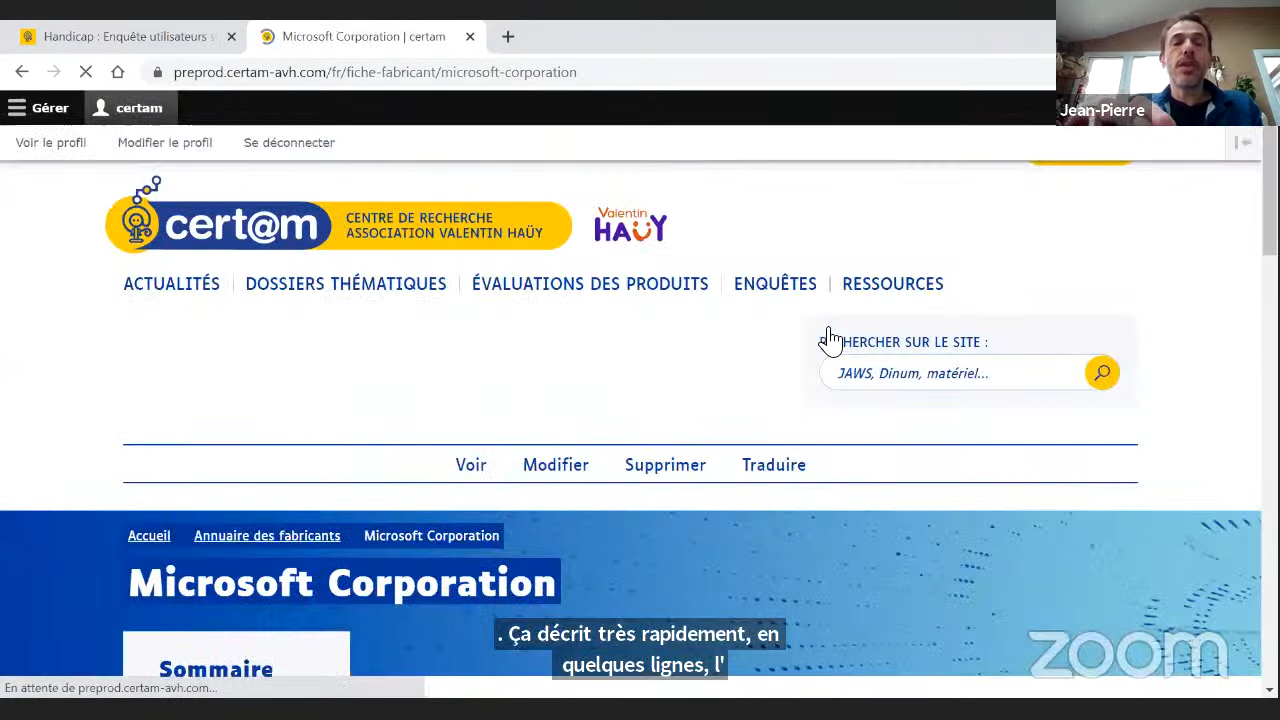 Handicap : Enquête utilisateurs s
Microsoft Corporation | certam
preprod.certam-avh.com/fr/fiche-fabricant/microsoft-corporation
Jean-Pierre
Gérer
certam
Voir le profil
Modifier le profil
Se déconnecter
cert@m
CENTRE DE RECHERCHE
ASSOCIATION VALENTIN HAÜY
Valentin
HAÜY
ACTUALITÉS
DOSSIERS THÉMATIQUES
ÉVALUATIONS DES PRODUITS
ENQUÊTES
RESSOURCES
RECHERCHER SUR LE SITE :
JAWS, Dinum, matériel...
Voir
Modifier
Supprimer
Traduire
Accueil
Annuaire des fabricants
Microsoft Corporation
Microsoft Corporation
Sommaire
. Ça décrit très rapidement, en
quelques lignes, l'
zoom
En attente de preprod.certam-avh.com...